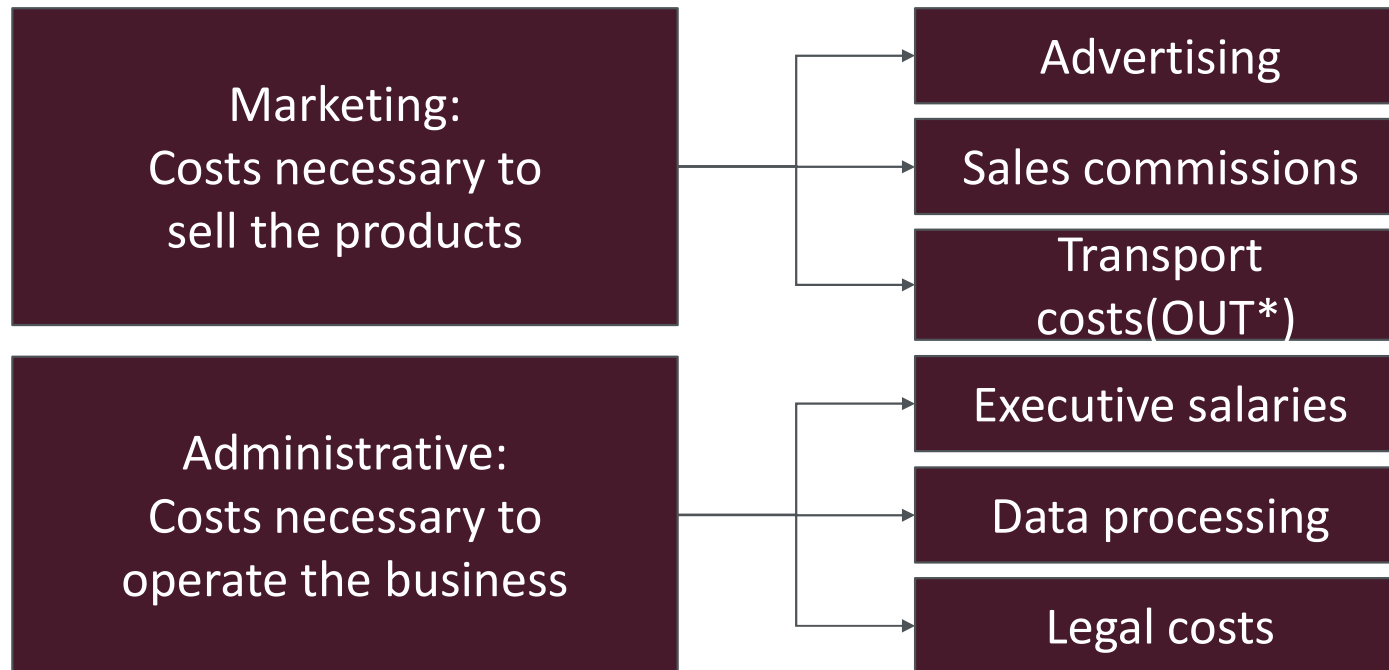 Marketing:
Costs necessary to
sell the products
Advertising
Sales commissions
Transport
costs(OUT*)
Administrative:
Costs necessary to
operate the business
Executive salaries
Data processing
Legal costs